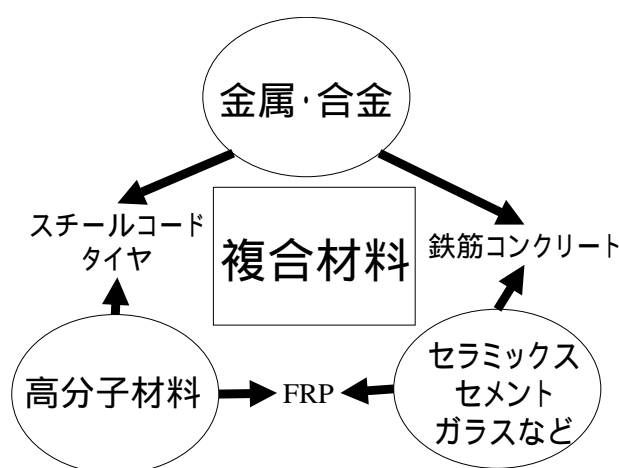 金属・合金
スチールコード
タイヤ
複合材料
鉄筋コンクリート
高分子材料
FRP
セラミックス
セメント
ガラスなど